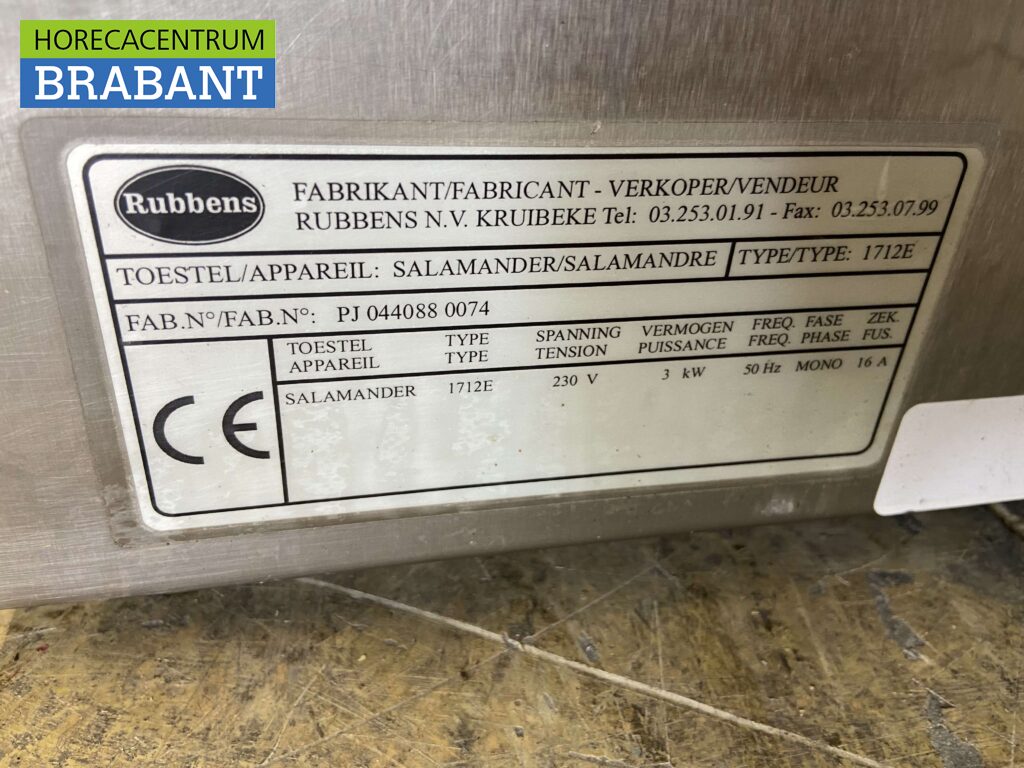 HORECACENTRUM
BRABANT
Rubbens
FABRIKANT/FABRICANT - VERKOPER/VENDEUR
RUBBENS N.V. KRUIBEKE Tel: 03.253.01.91 - Fax: 03.253.07.99
TOESTEL/APPAREIL: SALAMANDER/SALAMANDRE TYPE/TYPE: 1712E
FAB.N°/FAB.N°: PJ 044088 0074
TOESTEL TYPE SPANNING VERMOGEN FREQ. FASE ZEK.
APPAREIL TYPE TENSION PUISSANCE FREQ. PHASE FUS.
SALAMANDER 1712E 230 V 3 kW 50 Hz MONO 16 A
CE